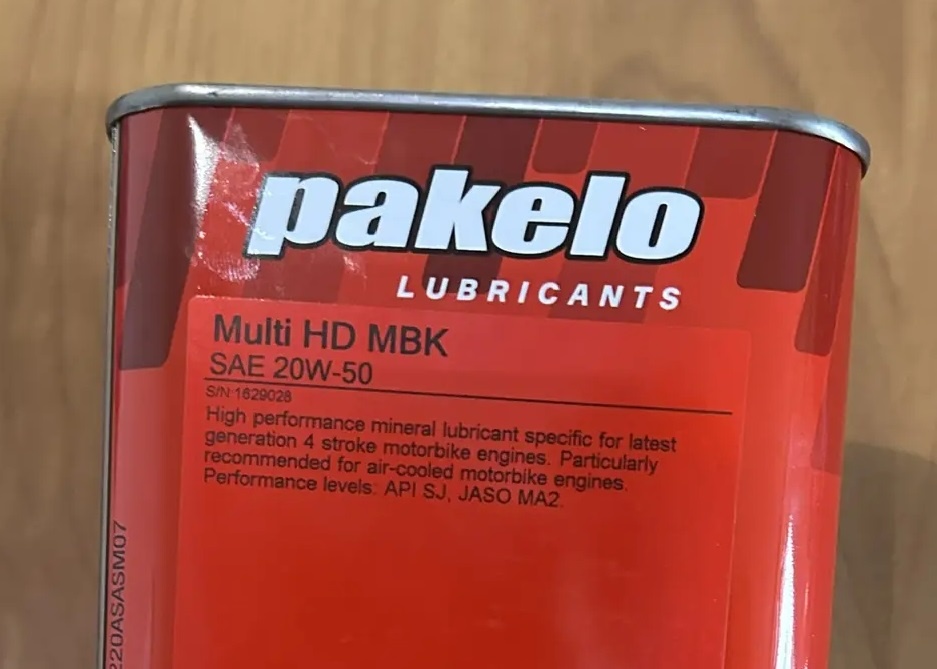 pakelo
LUBRICANTS
Multi HD MBK
SAE 20W-50
S/N:1629028
High performance mineral lubricant specific for latest
generation 4 stroke motorbike engines. Particularly
recommended for air-cooled motorbike engines.
Performance levels: API SJ, JASO MA2.
220ASASM07